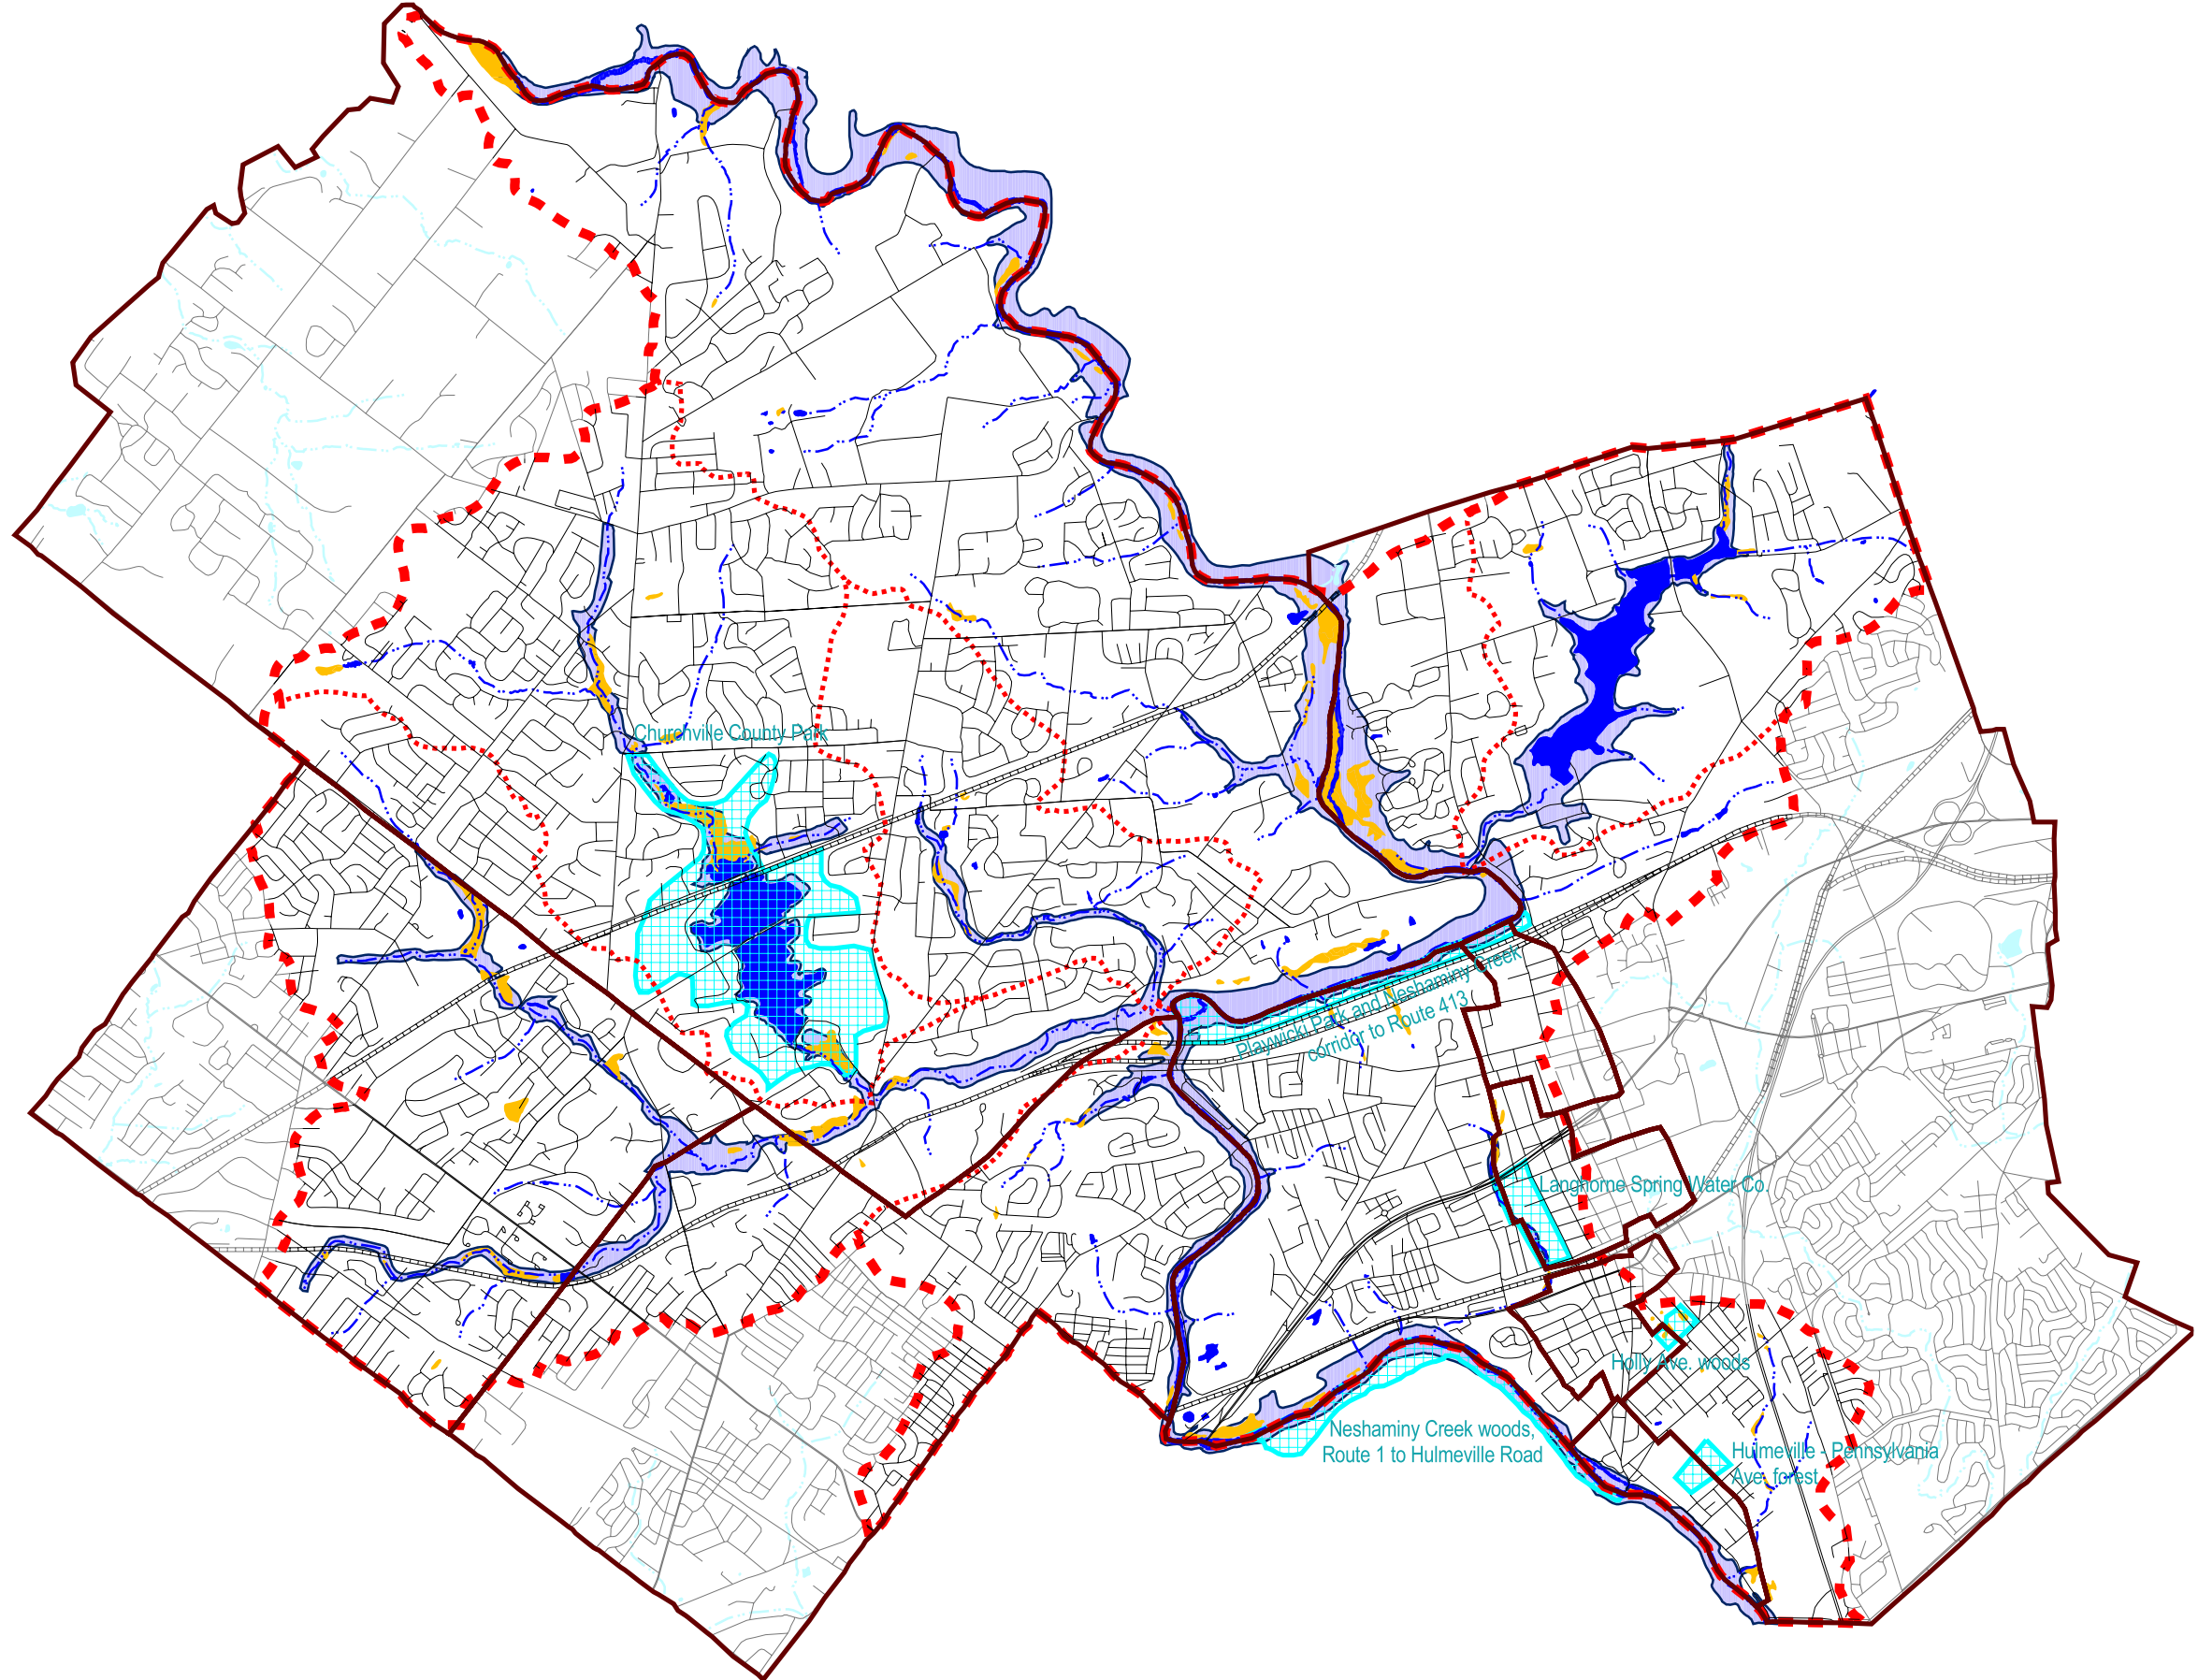 Churchville County Park
Playwicki Park and Neshaminy Creek
corridor to Route 413
Langhorne Spring Water Co.
Holly Ave. woods
Neshaminy Creek woods,
Route 1 to Hulmeville Road
Hulmeville - Pennsylvania
Ave. forest